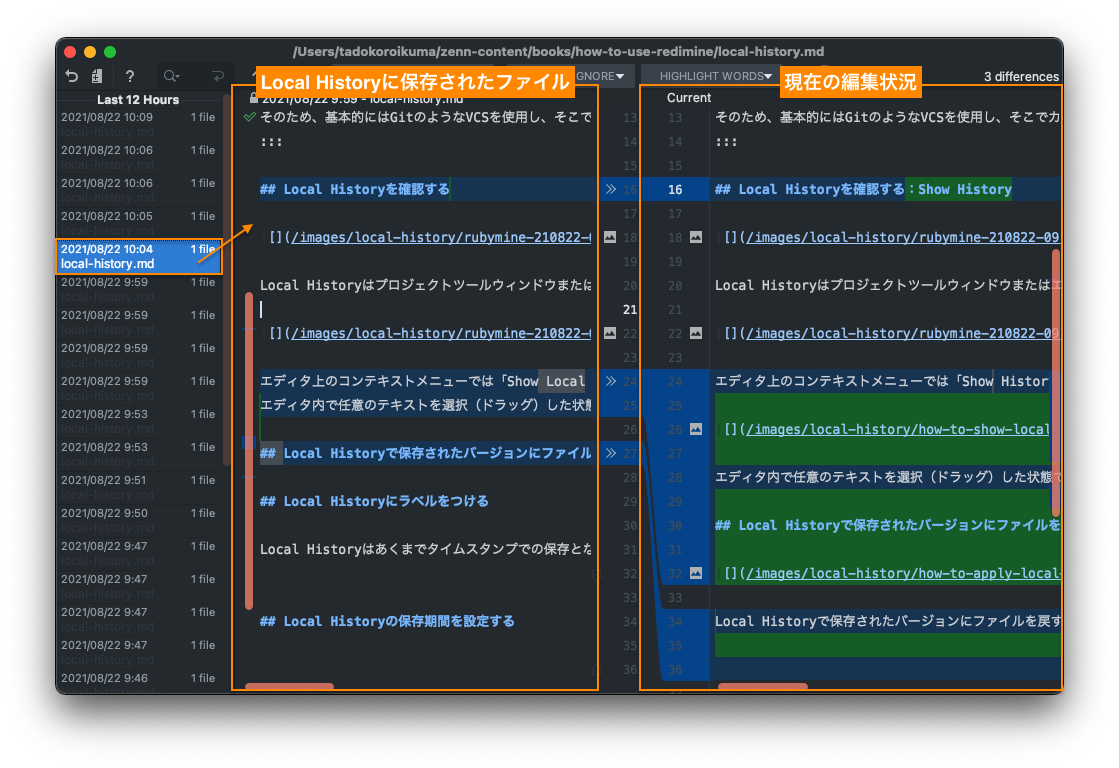 /Users/tadokoroikuma/zenn-content/books/how-to-use-redimine/local-history.md
?
Local Historyに保存されたファイル
GNORE
HIGHLIGHT WORDS
現在の編集状況
3 differences
Last 12 Hours
2021/08/22 10:09 1 file
local-history.md
2021/08/22 10:06 1 file
local-history.md
2021/08/22 10:06 1 file
local-history.md
2021/08/22 10:05 1 file
local-history.md
2021/08/22 10:04 1 file
local-history.md
2021/08/22 9:59 1 file
local-history.md
2021/08/22 9:59 1 file
local-history.md
2021/08/22 9:59 1 file
local-history.md
2021/08/22 9:59 1 file
local-history.md
2021/08/22 9:53 1 file
local-history.md
2021/08/22 9:53 1 file
local-history.md
2021/08/22 9:51 1 file
local-history.md
2021/08/22 9:50 1 file
local-history.md
2021/08/22 9:47 1 file
local-history.md
2021/08/22 9:47 1 file
local-history.md
2021/08/22 9:47 1 file
local-history.md
2021/08/22 9:47 1 file
local-history.md
2021/08/22 9:46 1 file
2021/08/22 9:59 - local-history.md
そのため、基本的にはGitのようなVCSを使用し、そこで 13
::: 14
15
## Local Historyを確認する 16
17
[](/images/local-history/rubymine-210822- 18
19
Local Historyはプロジェクトツールウィンドウまたは 20
21
[](/images/local-history/rubymine-210822- 22
23
エディタ上のコンテキストメニューでは「Show Local 24
エディタ内で任意のテキストを選択（ドラッグ）した状態 25
26
## Local Historyで保存されたバージョンにファイル 27
28
## Local Historyにラベルをつける 29
30
Local Historyはあくまでタイムスタンプでの保存とな 31
32
33
## Local Historyの保存期間を設定する 34
35
36
Current
13 そのため、基本的にはGitのようなVCSを使用し、そこでカ
14 :::
15
16 ## Local Historyを確認する：Show History
17
18 [](/images/local-history/rubymine-210822-09
19
20 Local Historyはプロジェクトツールウィンドウまたはエ
21
22 [](/images/local-history/rubymine-210822-09
23
24 エディタ上のコンテキストメニューでは「Show Histor
25
26 [](/images/local-history/how-to-show-local
27
28 エディタ内で任意のテキストを選択（ドラッグ）した状態で
29
30 ## Local Historyで保存されたバージョンにファイルを
31
32 [](/images/local-history/how-to-apply-local-
33
34 Local Historyで保存されたバージョンにファイルを戻す
35
36